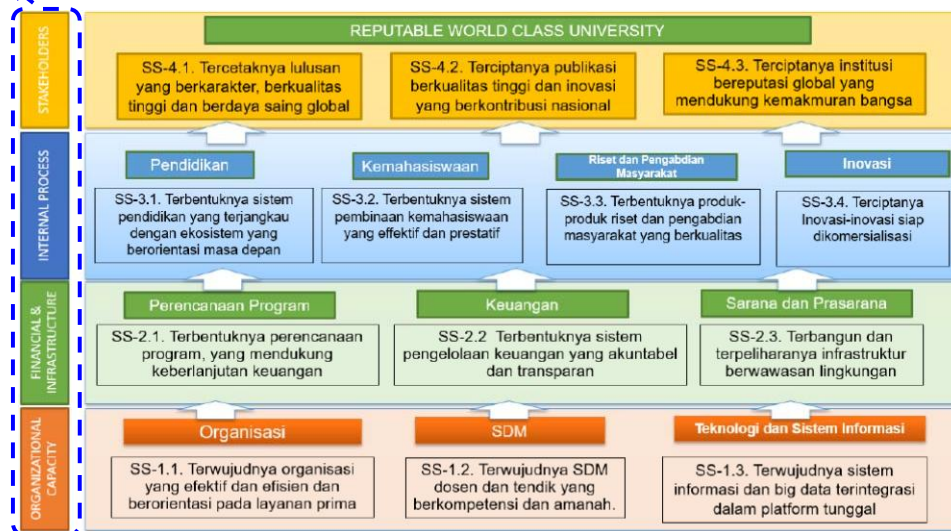 REPUTABLE WORLD CLASS UNIVERSITY
STAKEHOLDERS
SS-4.1. Tercetaknya lulusan
yang berkarakter, berkualitas
tinggi dan berdaya saing global
SS-4.2. Terciptanya publikasi
berkualitas tinggi dan inovasi
yang berkontribusi nasional
SS-4.3. Terciptanya institusi
bereputasi global yang
mendukung kemakmuran bangsa
INTERNAL PROCESS
Pendidikan
SS-3.1. Terbentuknya sistem
pendidikan yang terjangkau
dengan ekosistem yang
berorientasi masa depan
Kemahasiswaan
SS-3.2. Terbentuknya sistem
pembinaan kemahasiswaan
yang effektif dan prestatif
Riset dan Pengabdian
Masyarakat
SS-3.3. Terbentuknya produk-
produk riset dan pengabdian
masyarakat yang berkualitas
Inovasi
SS-3.4. Terciptanya
Inovasi-inovasi siap
dikomersialisasi
FINANCIAL &
INFRASTRUCTURE
Perencanaan Program
SS-2.1. Terbentuknya perencanaan
program, yang mendukung
keberlanjutan keuangan
Keuangan
SS-2.2 Terbentuknya sistem
pengelolaan keuangan yang akuntabel
dan transparan
Sarana dan Prasarana
SS-2.3. Terbangun dan
terpeliharanya infrastruktur
berwawasan lingkungan
ORGANIZATIONAL
CAPACITY
Organisasi
SS-1.1. Terwujudnya organisasi
yang efektif dan efisien dan
berorientasi pada layanan prima
SDM
SS-1.2. Terwujudnya SDM
dosen dan tendik yang
berkompetensi dan amanah.
Teknologi dan Sistem Informasi
SS-1.3. Terwujudnya sistem
informasi dan big data terintegrasi
dalam platform tunggal